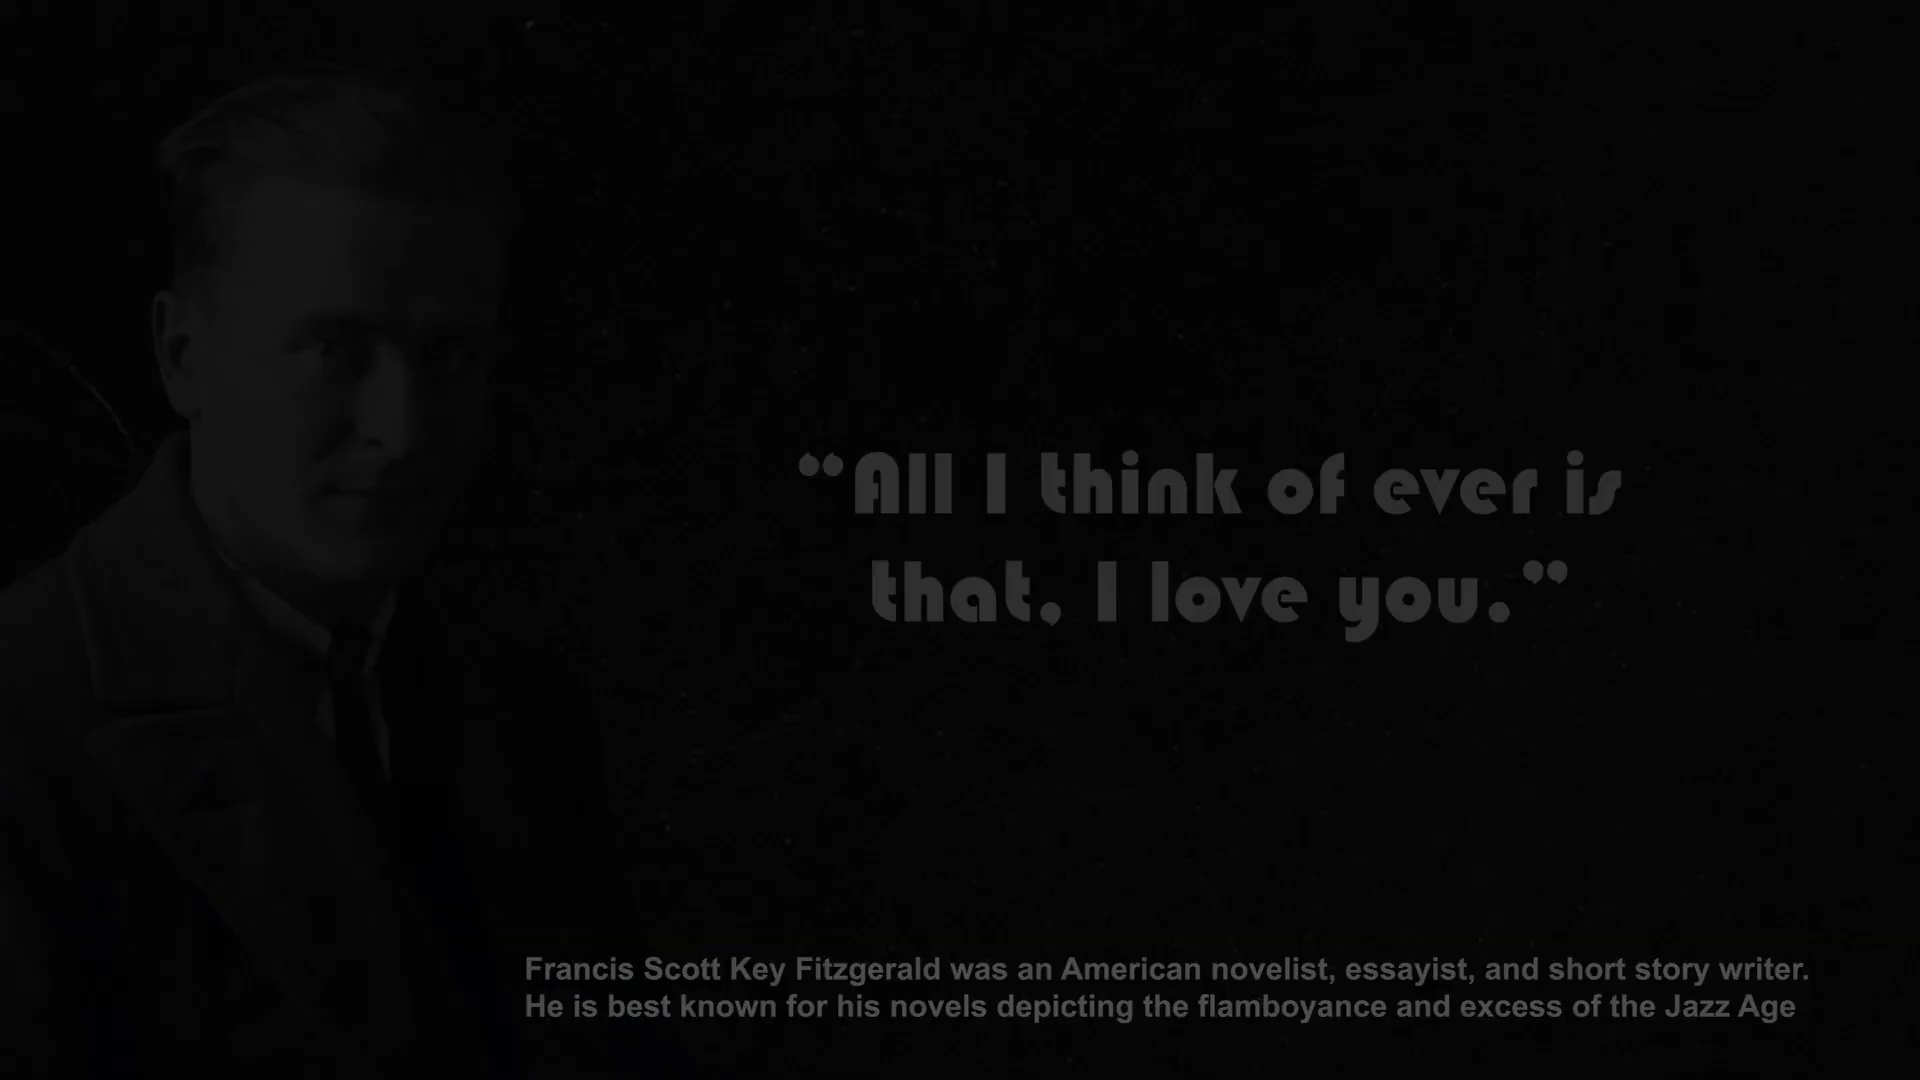 “All I think of ever is
that, I love you.”
Francis Scott Key Fitzgerald was an American novelist, essayist, and short story writer.
He is best known for his novels depicting the flamboyance and excess of the Jazz Age